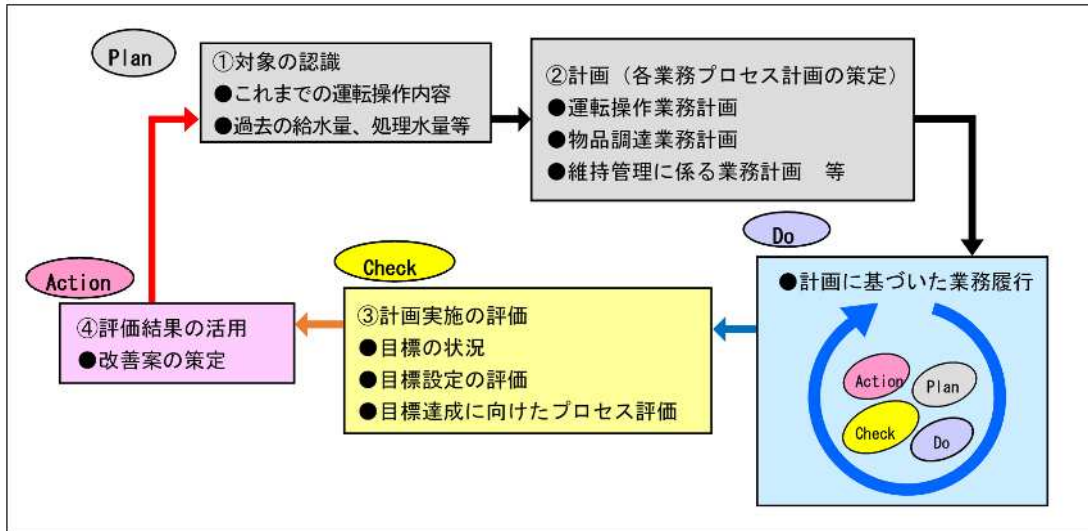 Plan
①対象の認識
●これまでの運転操作内容
●過去の給水量、処理水量等
②計画（各業務プロセス計画の策定）
●運転操作業務計画
●物品調達業務計画
●維持管理に係る業務計画　等
Do
●計画に基づいた業務履行
Action
Plan
Check
Do
Check
③計画実施の評価
●目標の状況
●目標設定の評価
●目標達成に向けたプロセス評価
Action
④評価結果の活用
●改善案の策定